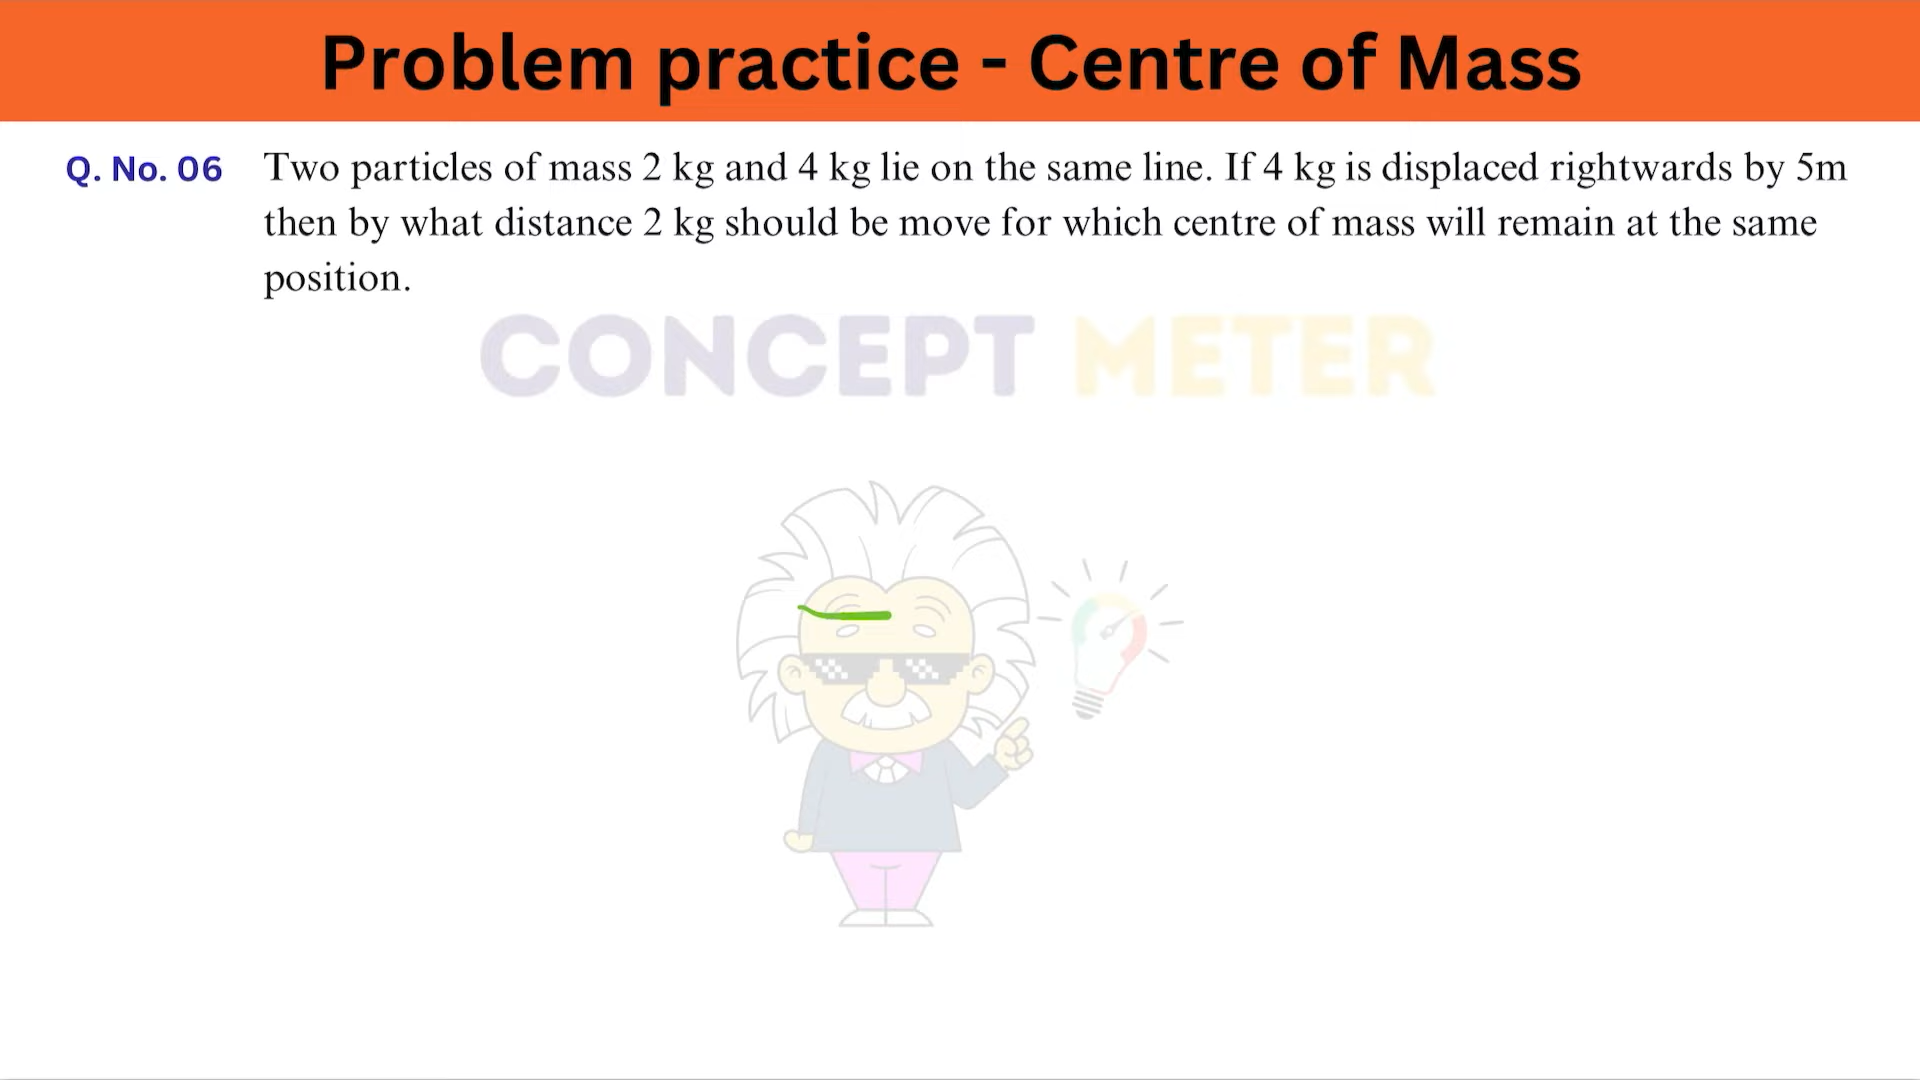 Problem practice - Centre of Mass
Q. No. 06 Two particles of mass 2 kg and 4 kg lie on the same line. If 4 kg is displaced rightwards by 5m
then by what distance 2 kg should be move for which centre of mass will remain at the same
position.
CONCEPT METER